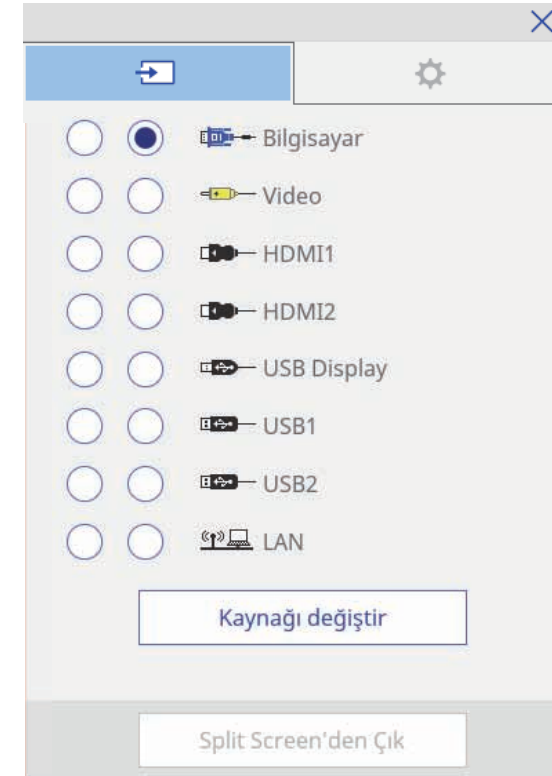 Bilgisayar
Video
HDMI1
HDMI2
USB Display
USB1
USB2
LAN
Kaynağı değiştir
Split Screen'den Çık